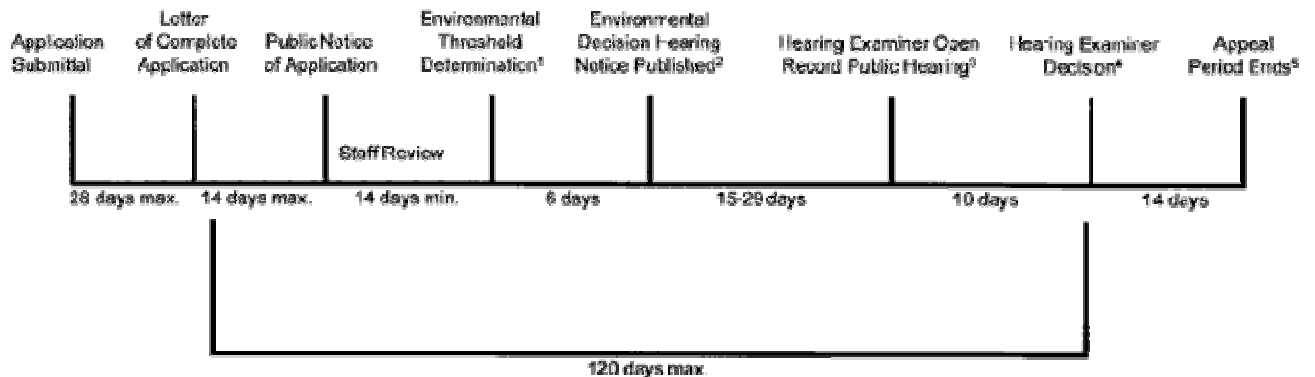 Application
Submittal
Letter
of Complete
Application
Public Notice
of Application
Environmental
Threshold
Determination¹
Environmental
Decision Hearing
Notice Published²
Hearing Examiner Open
Record Public Hearing³
Hearing Examiner
Decision⁴
Appeal
Period Ends⁵
Staff Review
28 days max.
14 days max.
14 days min.
6 days
15-29 days
10 days
14 days
120 days max